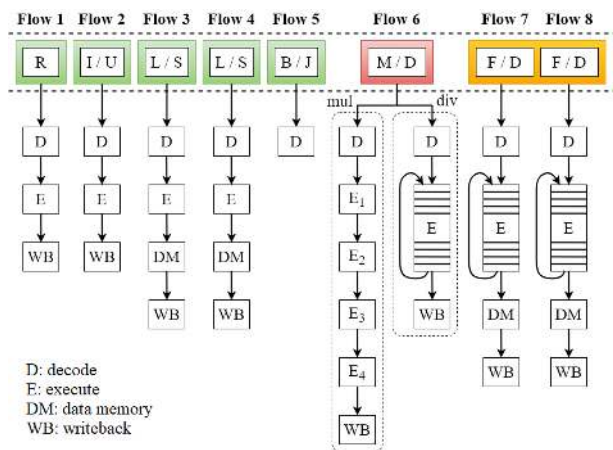 Flow 1 Flow 2 Flow 3 Flow 4 Flow 5 Flow 6 Flow 7 Flow 8
R I / U L / S L / S B / J M / D F / D F / D
mul div
D D D D D D D D D
E E E E E₁ E E E
WB WB DM DM E₂
WB WB E₃ WB DM DM
E₄ WB WB
WB
D: decode
E: execute
DM: data memory
WB: writeback